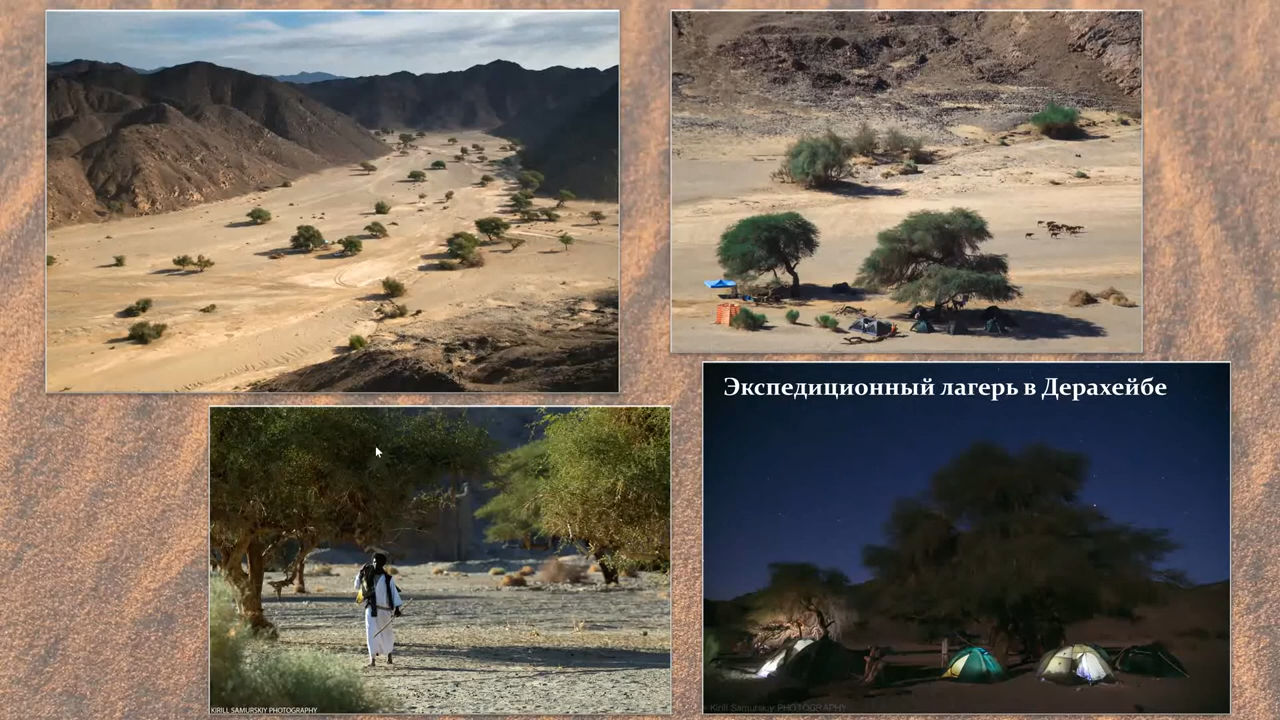 Экспедиционный лагерь в Дерахейбе
KIRILL SAMURSKIY PHOTOGRAPHY
Kirill Samurskiy PHOTOGRAPHY